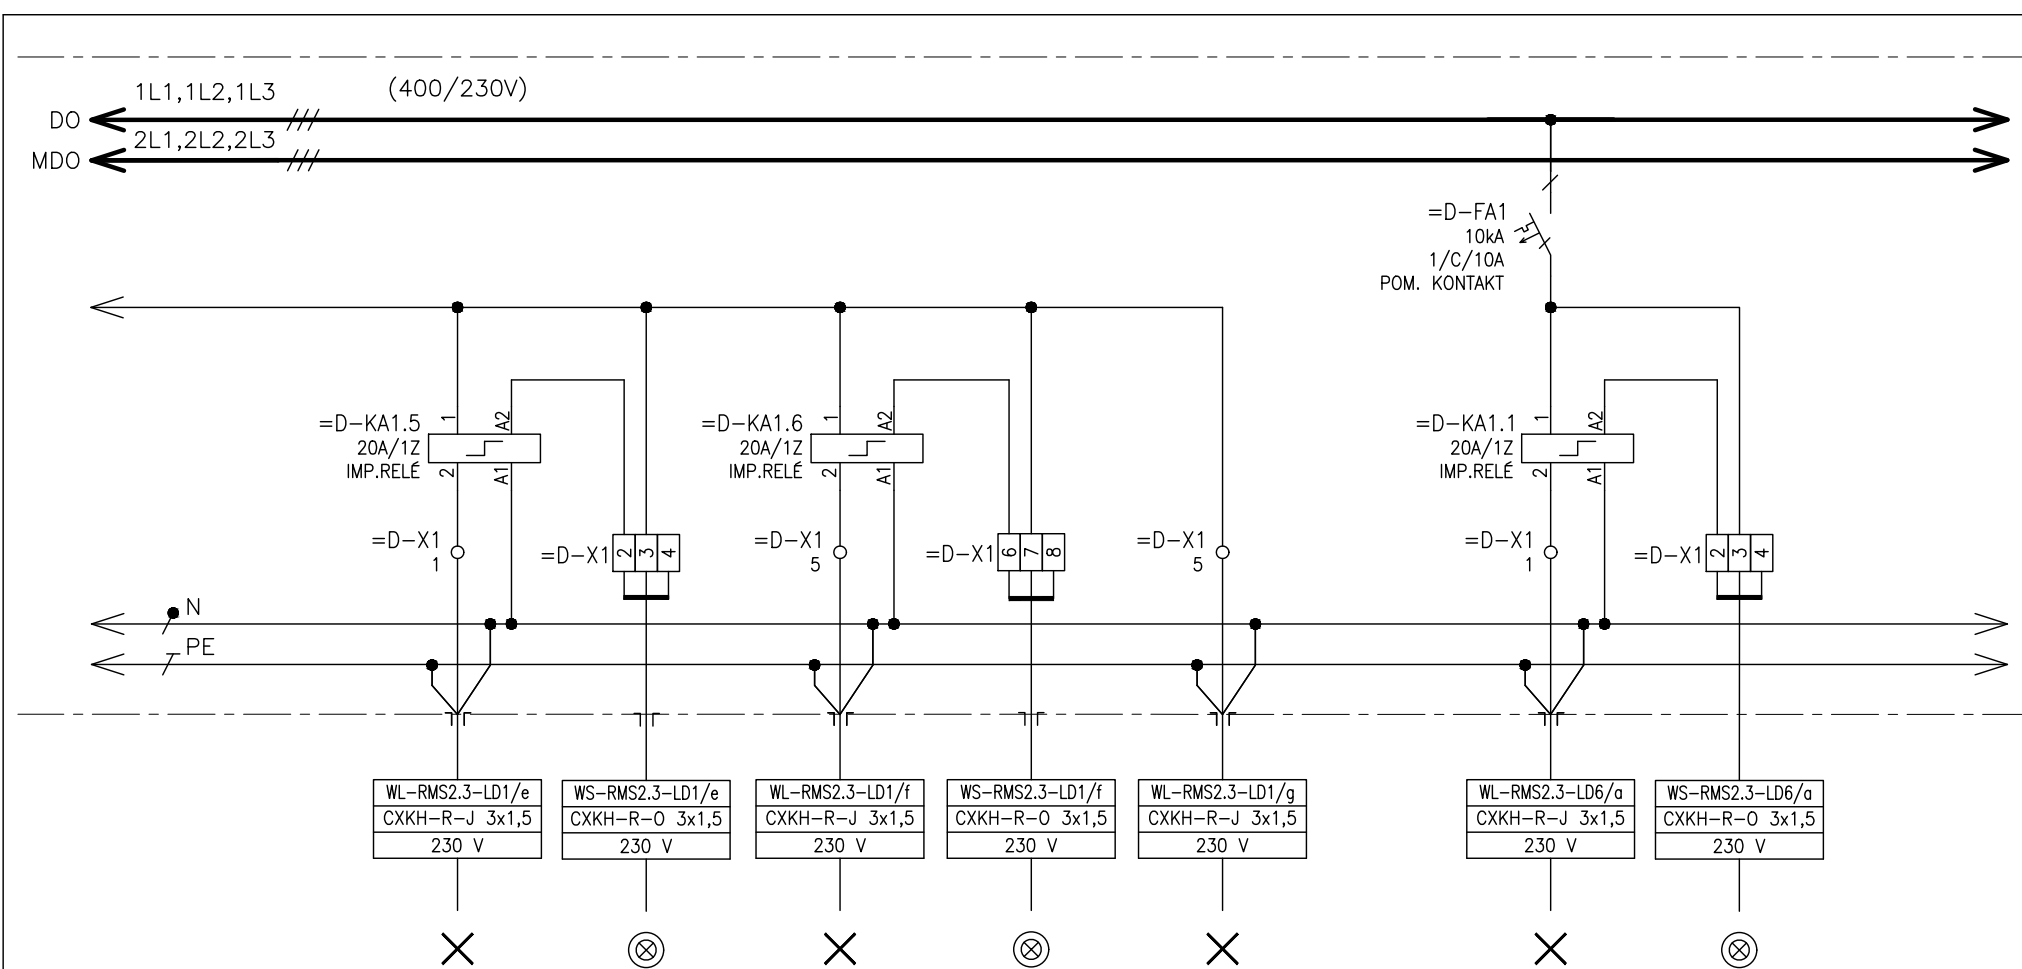 1L1,1L2,1L3
(400/230V)
DO
2L1,2L2,2L3
MDO
=D-FA1
10kA
1/C/10A
POM. KONTAKT
=D-KA1.5
20A/1Z
IMP.RELÉ
1
A2
2
A1
=D-KA1.6
20A/1Z
IMP.RELÉ
1
A2
2
A1
=D-KA1.1
20A/1Z
IMP.RELÉ
1
A2
2
A1
=D-X1
1
=D-X1
2 3 4
=D-X1
5
=D-X1
6 7 8
=D-X1
5
=D-X1
1
=D-X1
2 3 4
N
PE
WL-RMS2.3-LD1/e
CXKH-R-J 3x1,5
230 V
WS-RMS2.3-LD1/e
CXKH-R-O 3x1,5
230 V
WL-RMS2.3-LD1/f
CXKH-R-J 3x1,5
230 V
WS-RMS2.3-LD1/f
CXKH-R-O 3x1,5
230 V
WL-RMS2.3-LD1/g
CXKH-R-J 3x1,5
230 V
WL-RMS2.3-LD6/a
CXKH-R-J 3x1,5
230 V
WS-RMS2.3-LD6/a
CXKH-R-O 3x1,5
230 V